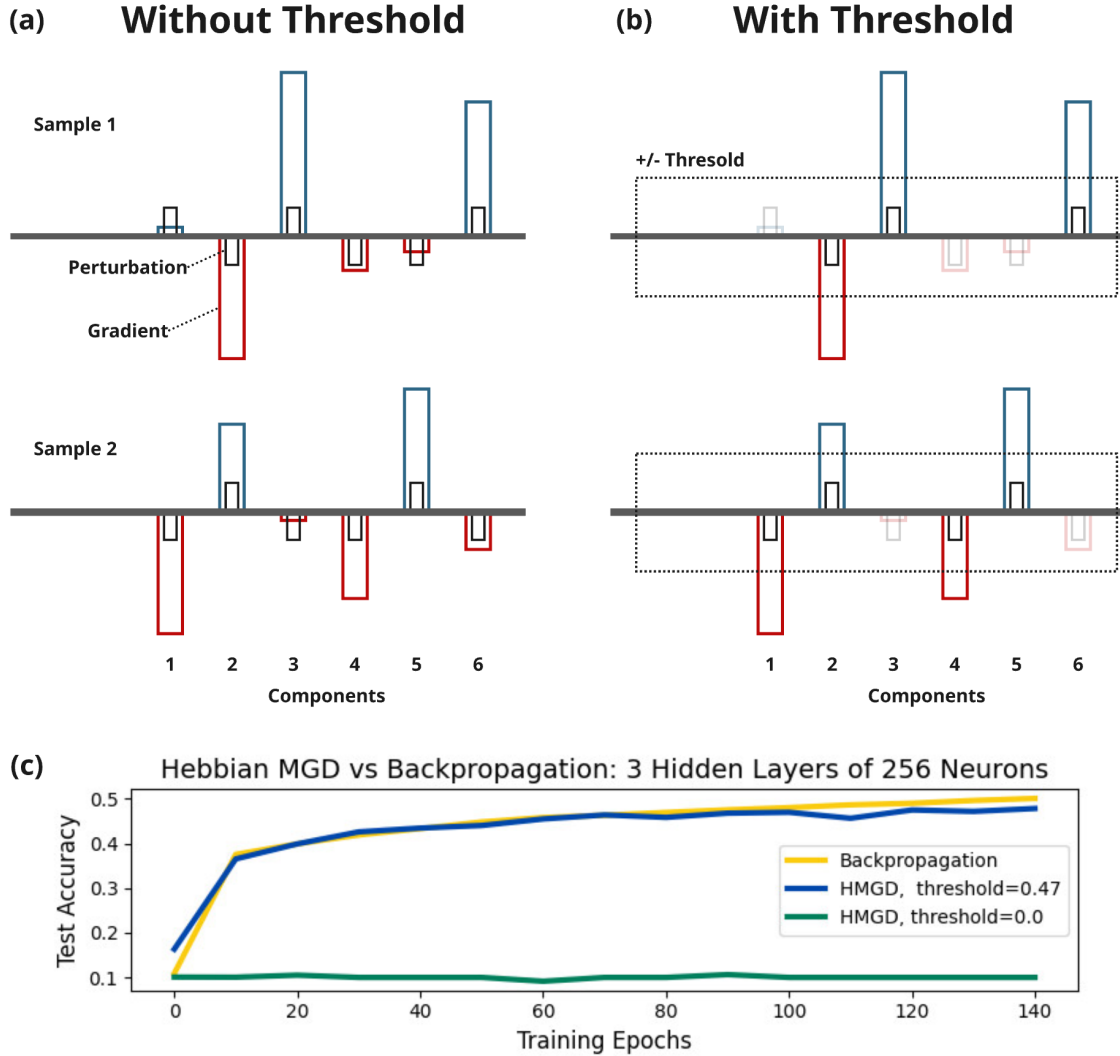 (a) Without Threshold
(b) With Threshold
Sample 1
Perturbation
Gradient
+/- Thresold
Sample 2
1 2 3 4 5 6
Components
1 2 3 4 5 6
Components
(c)
Hebbian MGD vs Backpropagation: 3 Hidden Layers of 256 Neurons
Test Accuracy
0.5
0.4
0.3
0.2
0.1
Backpropagation
HMGD, threshold=0.47
HMGD, threshold=0.0
0 20 40 60 80 100 120 140
Training Epochs